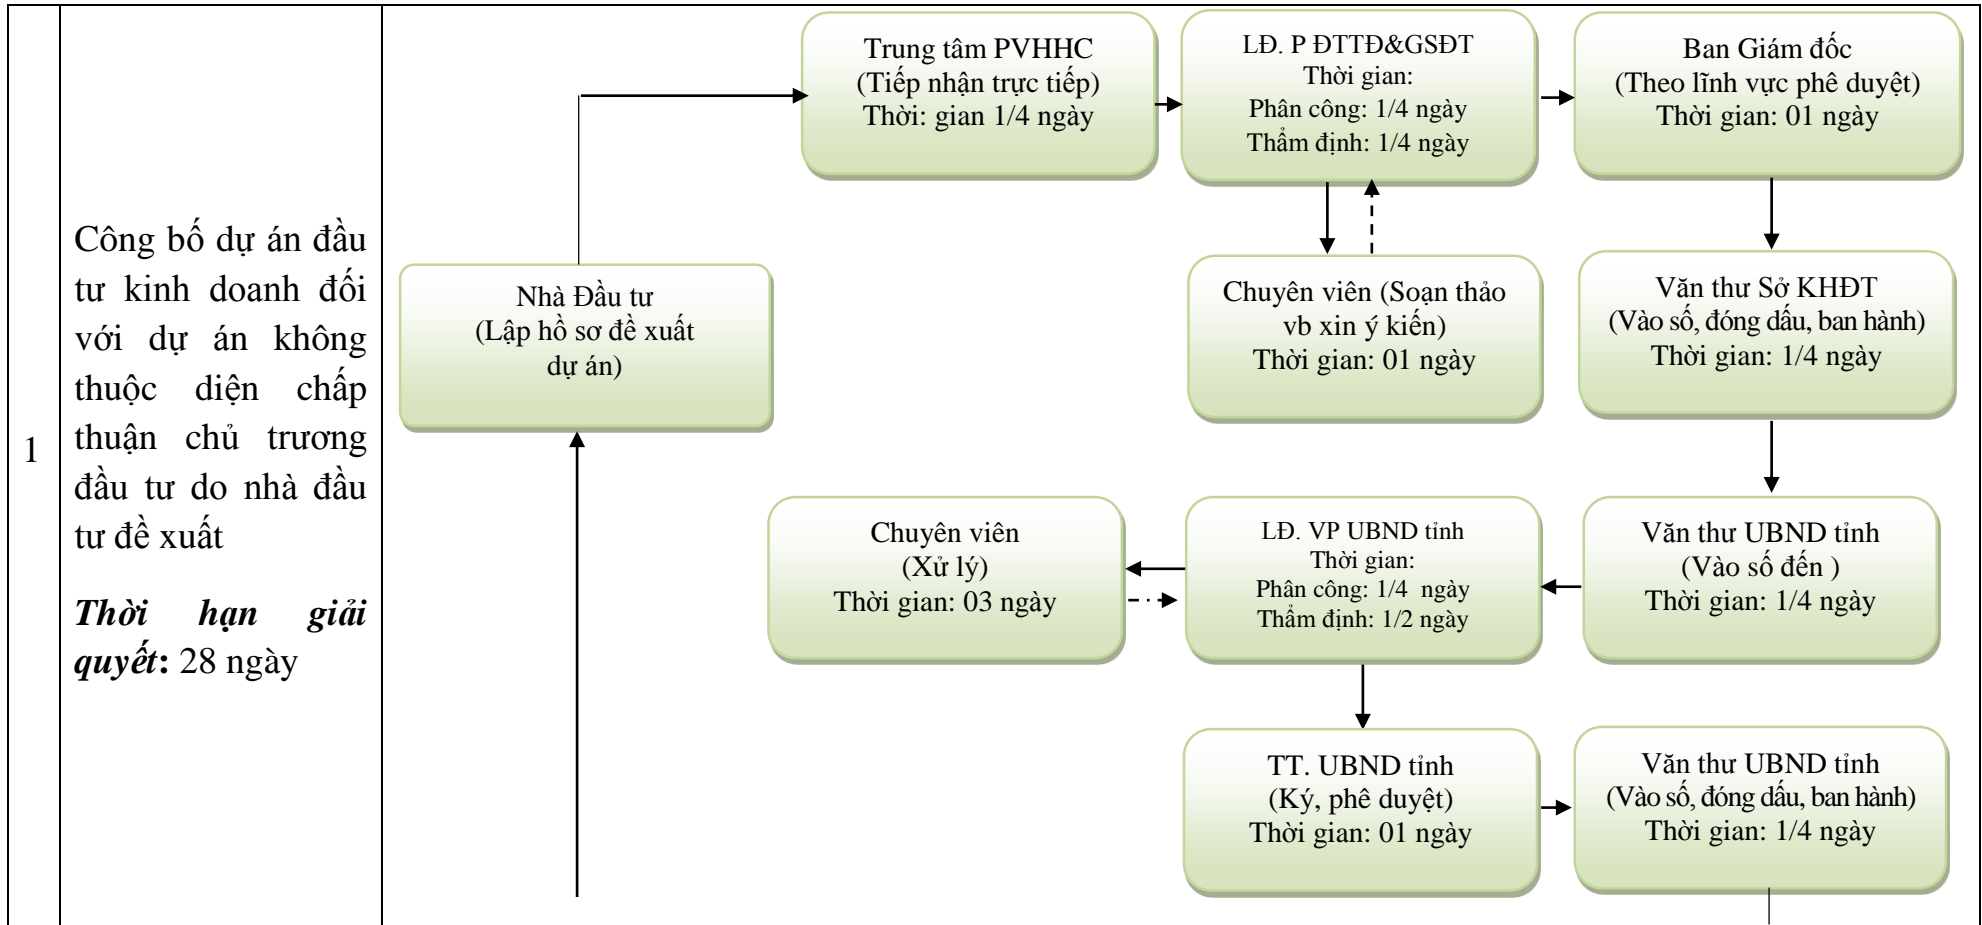 1
Công bố dự án đầu
tư kinh doanh đối
với dự án không
thuộc diện chấp
thuận chủ trương
đầu tư do nhà đầu
tư đề xuất
Thời hạn giải
quyết: 28 ngày
Nhà Đầu tư
(Lập hồ sơ đề xuất
dự án)
Trung tâm PVHHC
(Tiếp nhận trực tiếp)
Thời: gian 1/4 ngày
LĐ. P ĐTTĐ&GSĐT
Thời gian:
Phân công: 1/4 ngày
Thẩm định: 1/4 ngày
Ban Giám đốc
(Theo lĩnh vực phê duyệt)
Thời gian: 01 ngày
Chuyên viên (Soạn thảo
vb xin ý kiến)
Thời gian: 01 ngày
Văn thư Sở KHĐT
(Vào số, đóng dấu, ban hành)
Thời gian: 1/4 ngày
Chuyên viên
(Xử lý)
Thời gian: 03 ngày
LĐ. VP UBND tỉnh
Thời gian:
Phân công: 1/4 ngày
Thẩm định: 1/2 ngày
Văn thư UBND tỉnh
(Vào số đến )
Thời gian: 1/4 ngày
TT. UBND tỉnh
(Ký, phê duyệt)
Thời gian: 01 ngày
Văn thư UBND tỉnh
(Vào số, đóng dấu, ban hành)
Thời gian: 1/4 ngày